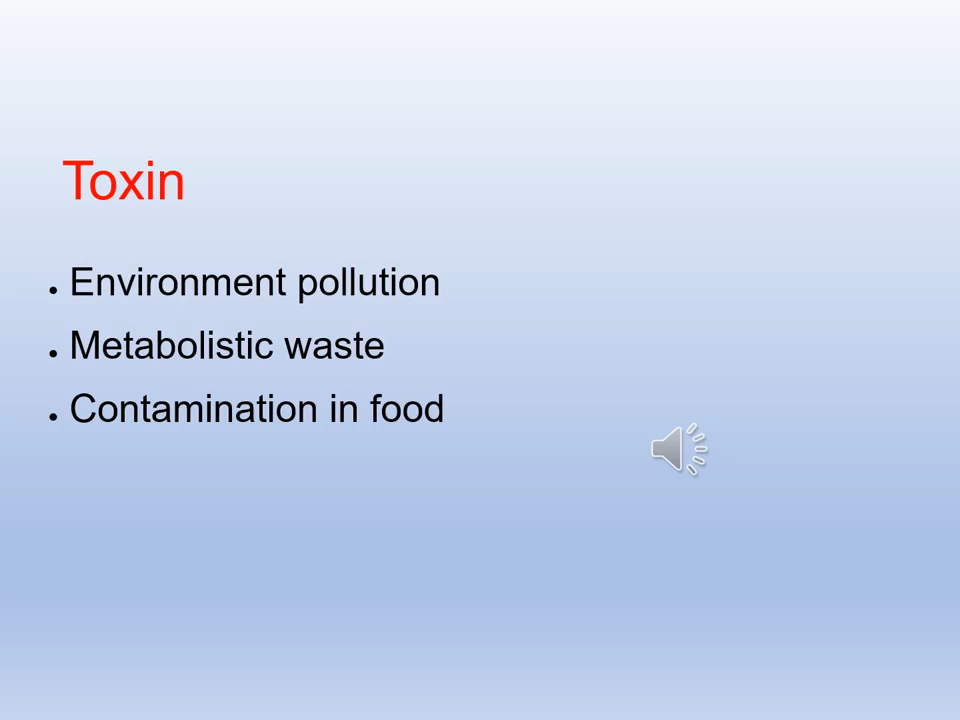 Toxin
● Environment pollution
● Metabolistic waste
● Contamination in food